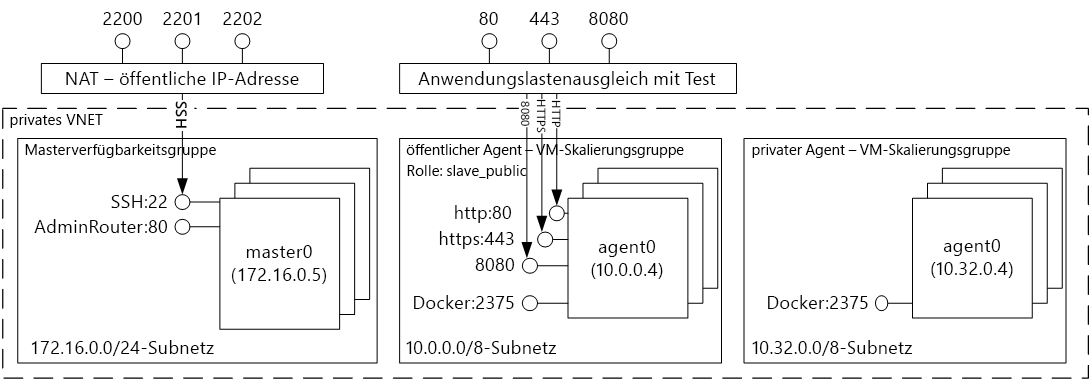 2200 2201 2202
80 443 8080
NAT – öffentliche IP-Adresse
Anwendungslastenausgleich mit Test
SSH
8080
HTTPS
HTTP
privates VNET
Masterverfügbarkeitsgruppe
SSH:22
AdminRouter:80
master0
(172.16.0.5)
172.16.0.0/24-Subnetz
öffentlicher Agent – VM-Skalierungsgruppe
Rolle: slave_public
http:80
https:443
8080
Docker:2375
agent0
(10.0.0.4)
10.0.0.0/8-Subnetz
privater Agent – VM-Skalierungsgruppe
agent0
(10.32.0.4)
Docker:2375
10.32.0.0/8-Subnetz